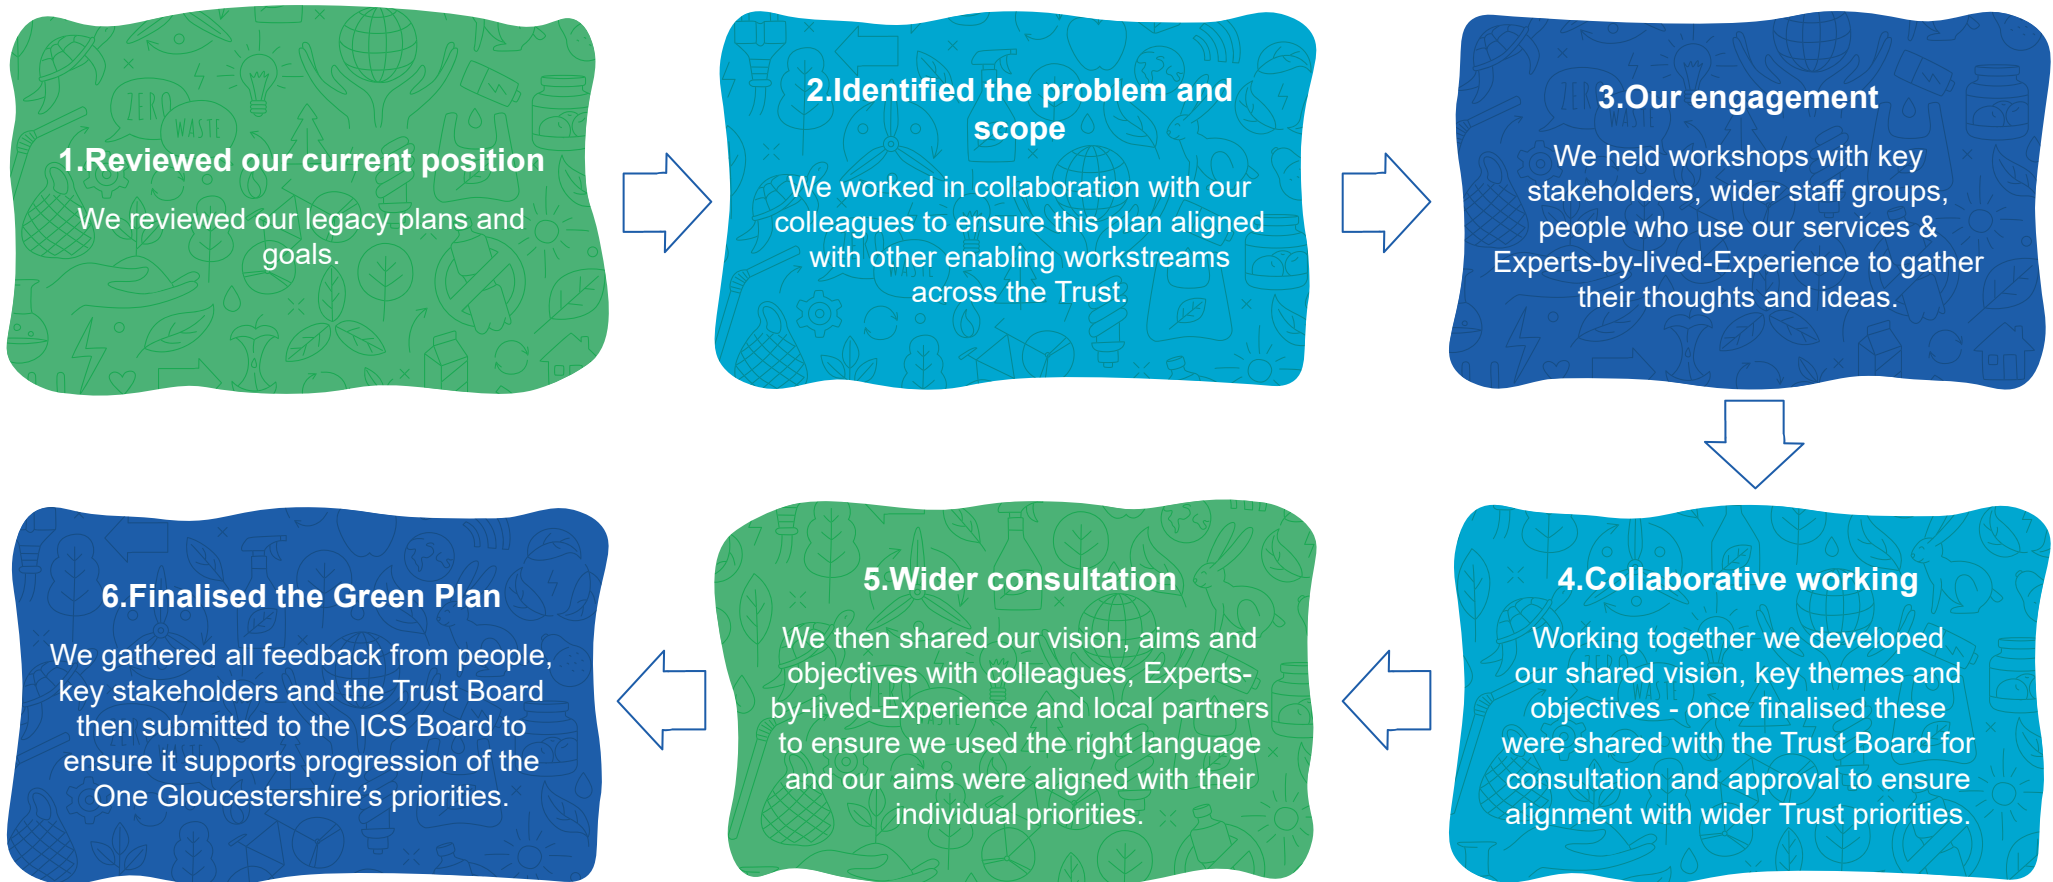 1.Reviewed our current position
We reviewed our legacy plans and
goals.
2.Identified the problem and
scope
We worked in collaboration with our
colleagues to ensure this plan aligned
with other enabling workstreams
across the Trust.
3.Our engagement
We held workshops with key
stakeholders, wider staff groups,
people who use our services &
Experts-by-lived-Experience to gather
their thoughts and ideas.
4.Collaborative working
Working together we developed
our shared vision, key themes and
objectives - once finalised these
were shared with the Trust Board for
consultation and approval to ensure
alignment with wider Trust priorities.
5.Wider consultation
We then shared our vision, aims and
objectives with colleagues, Experts-
by-lived-Experience and local partners
to ensure we used the right language
and our aims were aligned with their
individual priorities.
6.Finalised the Green Plan
We gathered all feedback from people,
key stakeholders and the Trust Board
then submitted to the ICS Board to
ensure it supports progression of the
One Gloucestershire’s priorities.
ZERO
WASTE
ZERO
WASTE